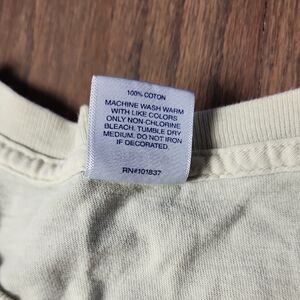 100% COTTON
MACHINE WASH WARM
WITH LIKE COLORS
ONLY NON-CHLORINE
BLEACH. TUMBLE DRY
MEDIUM. DO NOT IRON
IF DECORATED.
RN#101837